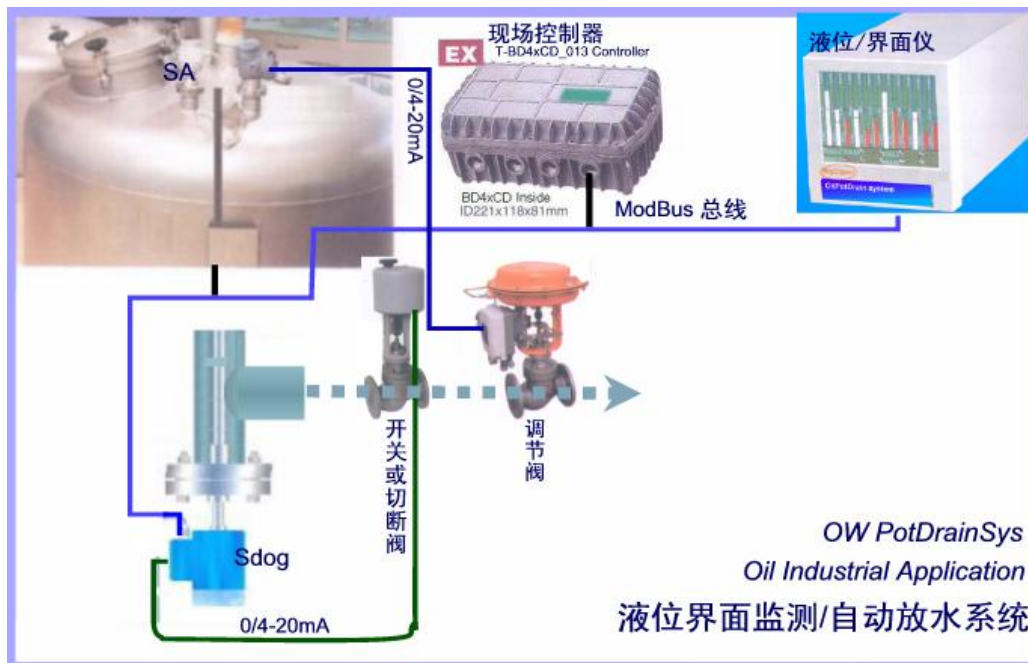 SA
0/4-20mA
EX
现场控制器
T-BD4xCD_013 Controller
BD4xCD Inside
ID221x118x81mm
ModBus 总线
液位/界面仪
OilPotDrain system
开关或切断阀
调节阀
Sdog
0/4-20mA
OW PotDrainSys
Oil Industrial Application
液位界面监测/自动放水系统